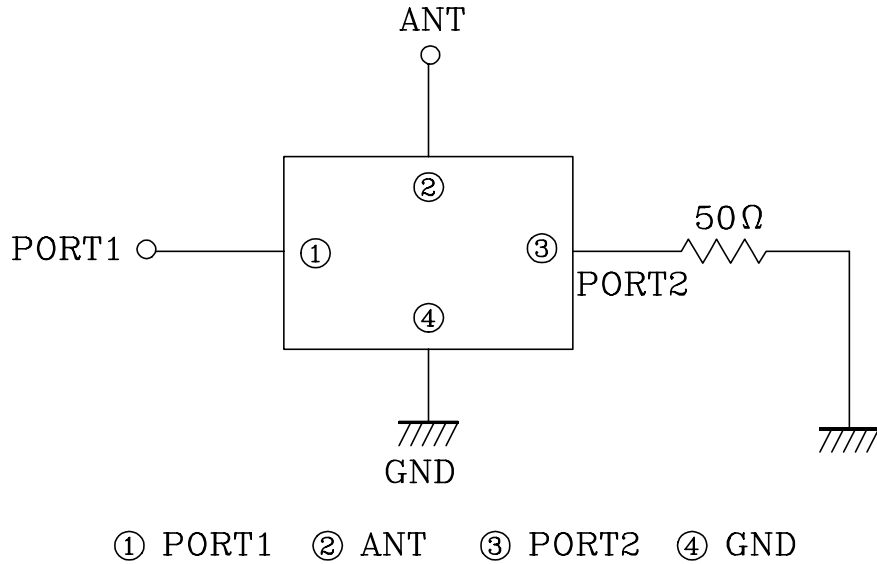 ANT
②
50Ω
PORT1 ① ③
PORT2
④
GND
① PORT1 ② ANT ③ PORT2 ④ GND